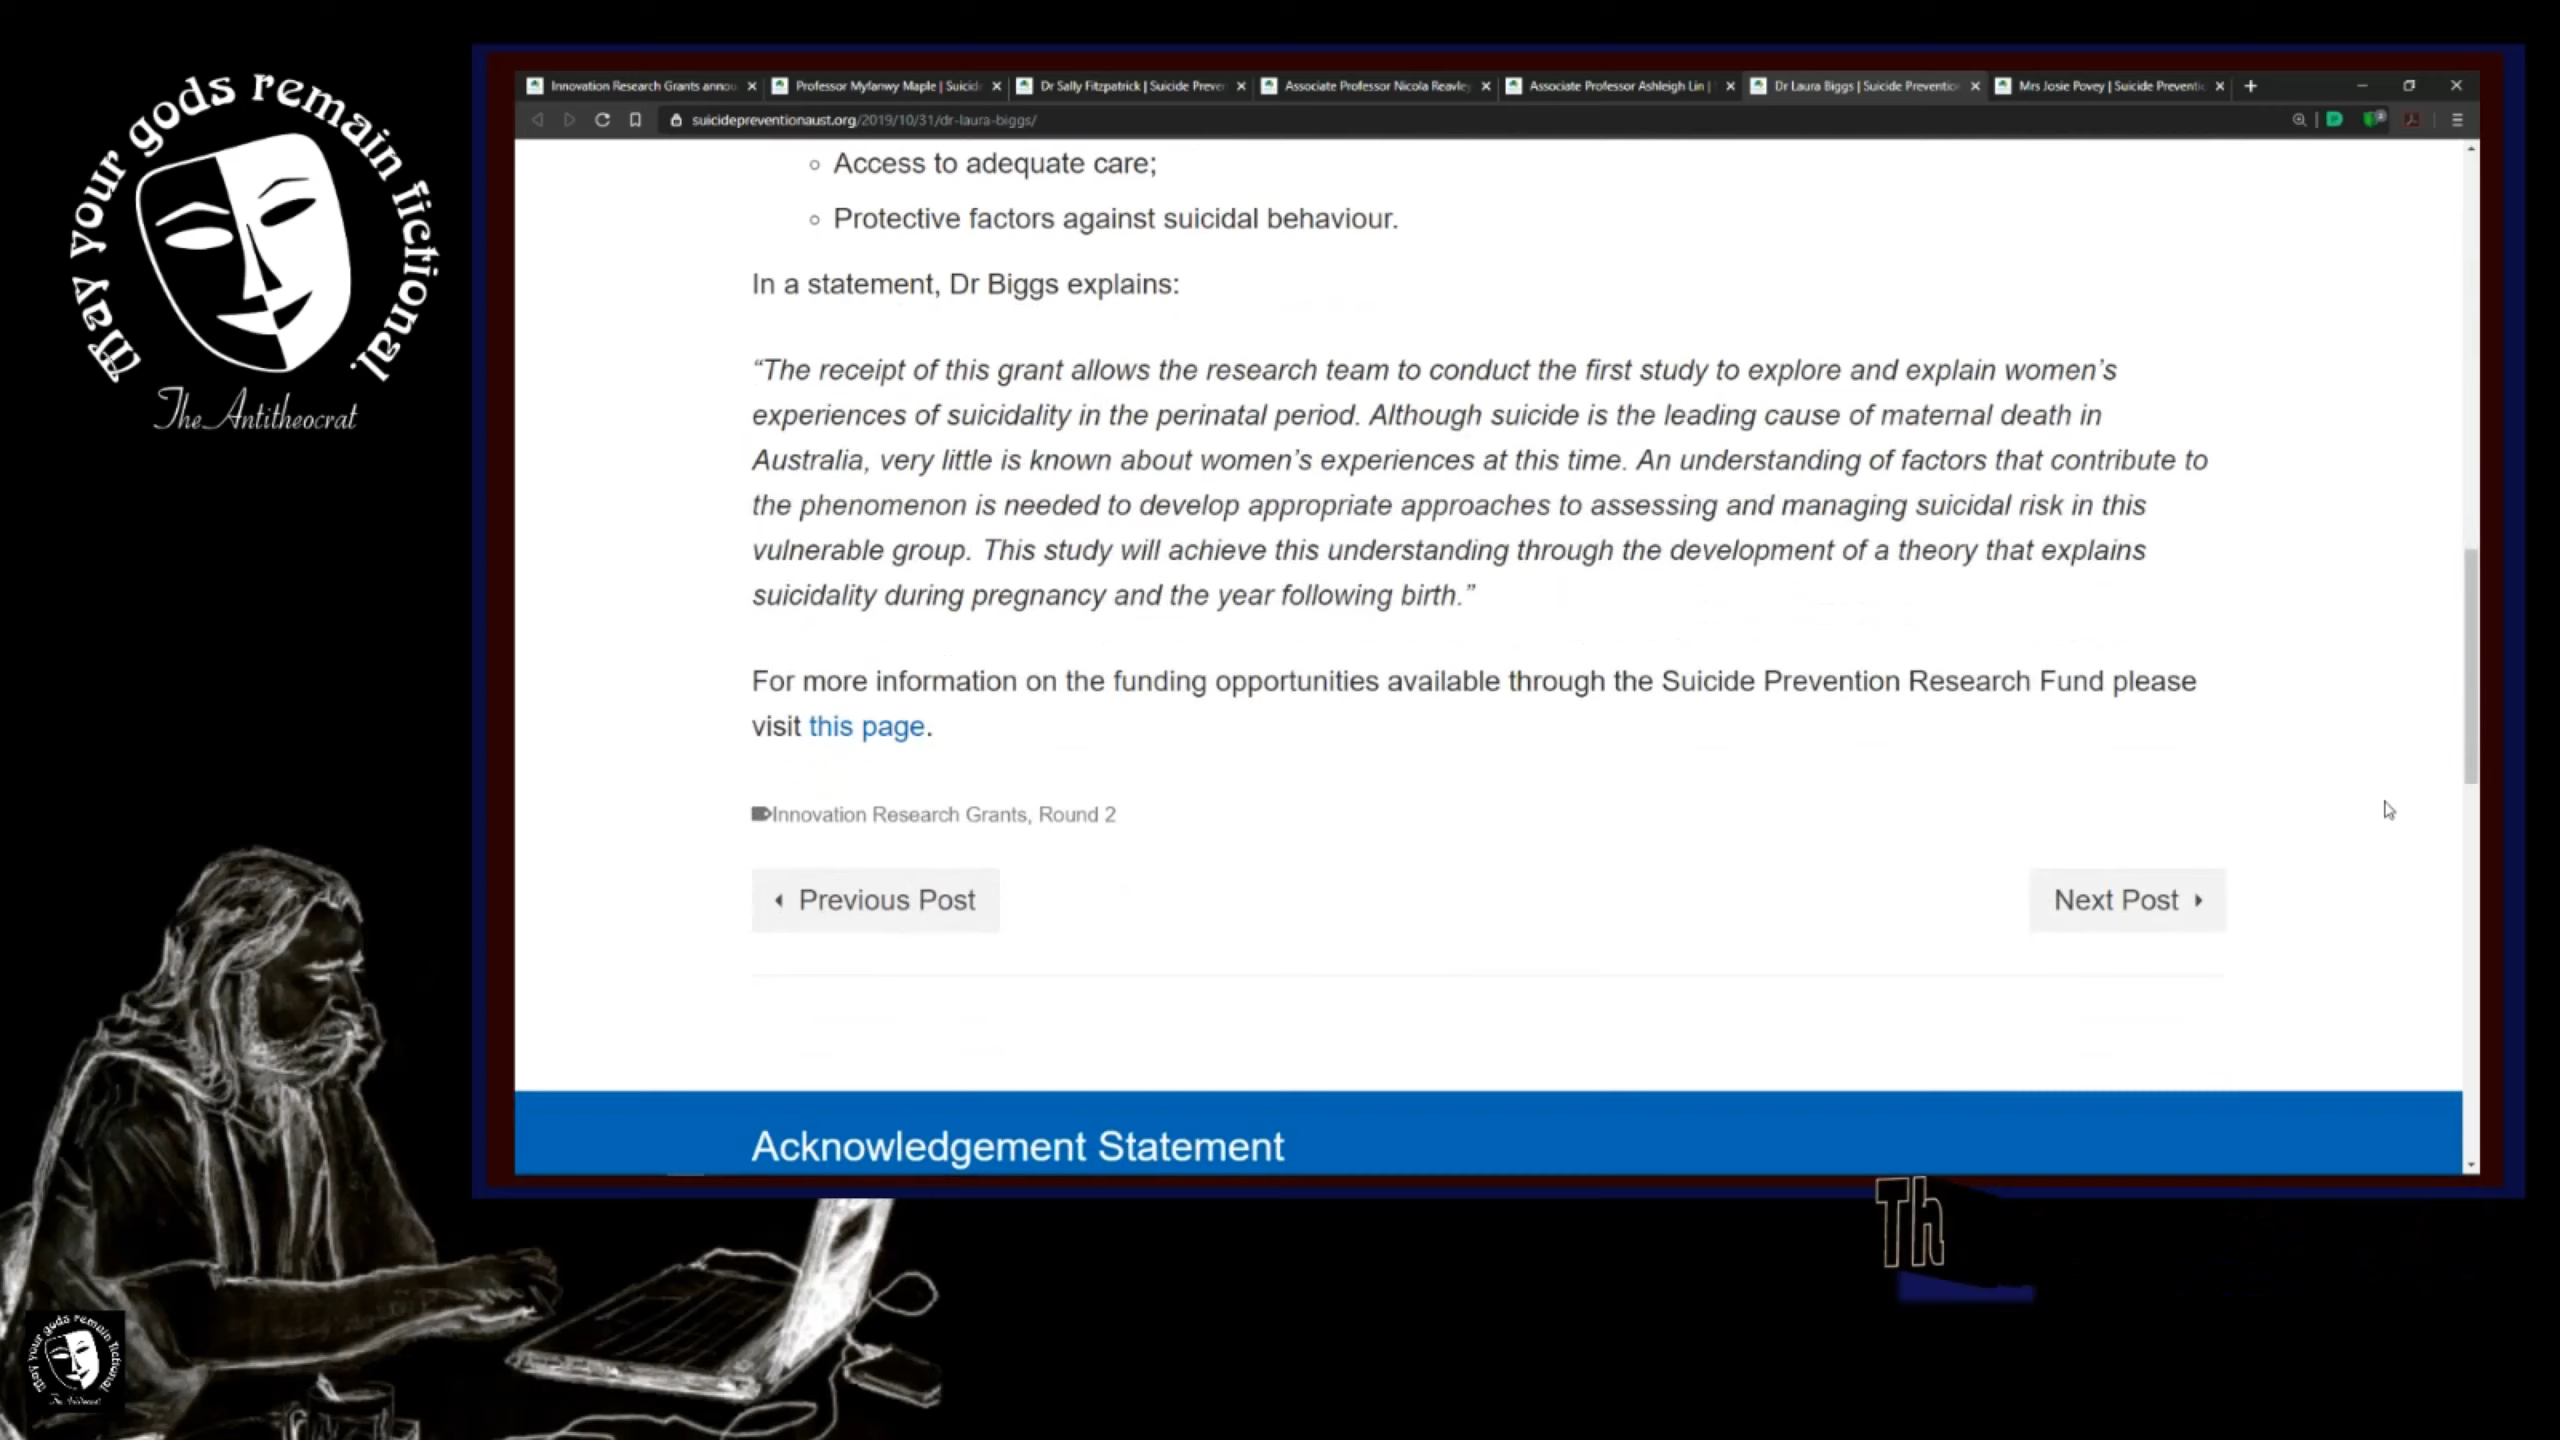 May your gods remain fictional.
The Antitheocrat
Innovation Research Grants annou
Professor Myfanwy Maple | Suicid
Dr Sally Fitzpatrick | Suicide Preve
Associate Professor Nicola Reavle
Associate Professor Ashleigh Lin |
Dr Laura Biggs | Suicide Preventio
Mrs Josie Povey | Suicide Preventi
suicidepreventionaust.org/2019/10/31/dr-laura-biggs/
Access to adequate care;
Protective factors against suicidal behaviour.
In a statement, Dr Biggs explains:
“The receipt of this grant allows the research team to conduct the first study to explore and explain women’s
experiences of suicidality in the perinatal period. Although suicide is the leading cause of maternal death in
Australia, very little is known about women’s experiences at this time. An understanding of factors that contribute to
the phenomenon is needed to develop appropriate approaches to assessing and managing suicidal risk in this
vulnerable group. This study will achieve this understanding through the development of a theory that explains
suicidality during pregnancy and the year following birth.”
For more information on the funding opportunities available through the Suicide Prevention Research Fund please
visit this page.
Innovation Research Grants, Round 2
Previous Post
Next Post
Acknowledgement Statement
Th
May your gods remain fictional.
The Antitheocrat